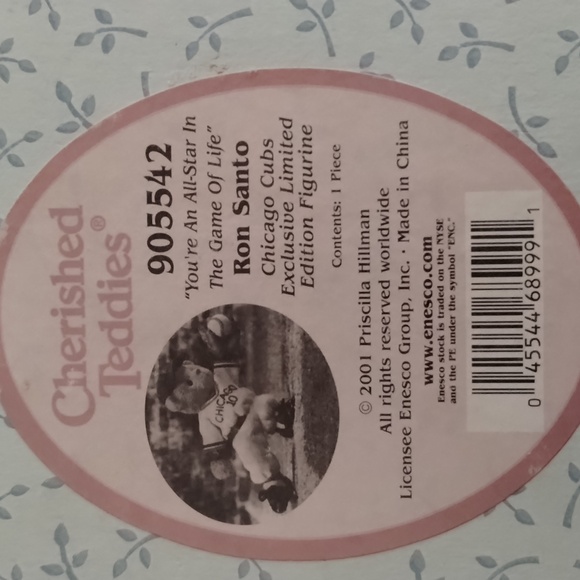 Cherished
Teddies®
905542
"You're An All-Star In
The Game Of Life"
Ron Santo
Chicago Cubs
Exclusive Limited
Edition Figurine
Contents: 1 Piece
© 2001 Priscilla Hillman
All rights reserved worldwide
Licensee Enesco Group, Inc. · Made in China
www.enesco.com
Enesco stock is traded on the NYSE
and the PE under the symbol "ENC."
0 45544 68999 1
CHICAGO
10